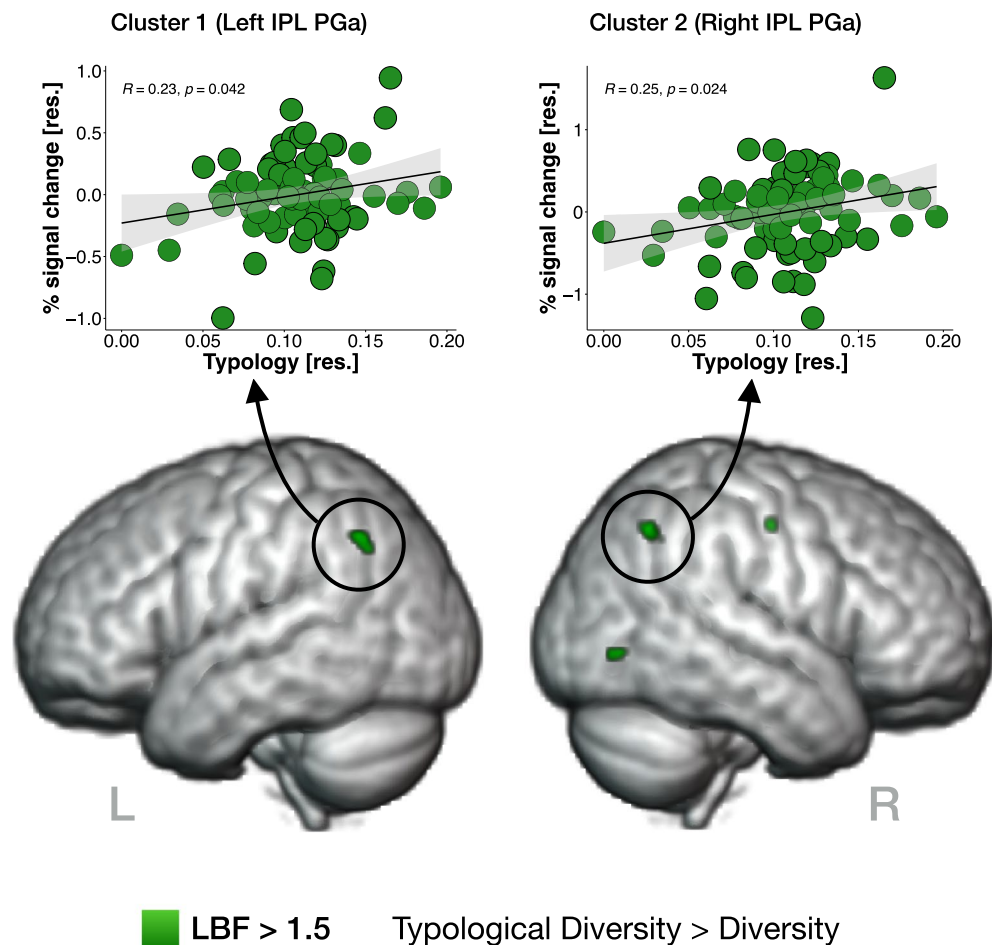 Cluster 1 (Left IPL PGa)
R = 0.23, p = 0.042
% signal change [res.]
1.0
0.5
0.0
−0.5
−1.0
0.00 0.05 0.10 0.15 0.20
Typology [res.]
Cluster 2 (Right IPL PGa)
R = 0.25, p = 0.024
% signal change [res.]
1
0
−1
0.00 0.05 0.10 0.15 0.20
Typology [res.]
L
R
LBF > 1.5 Typological Diversity > Diversity